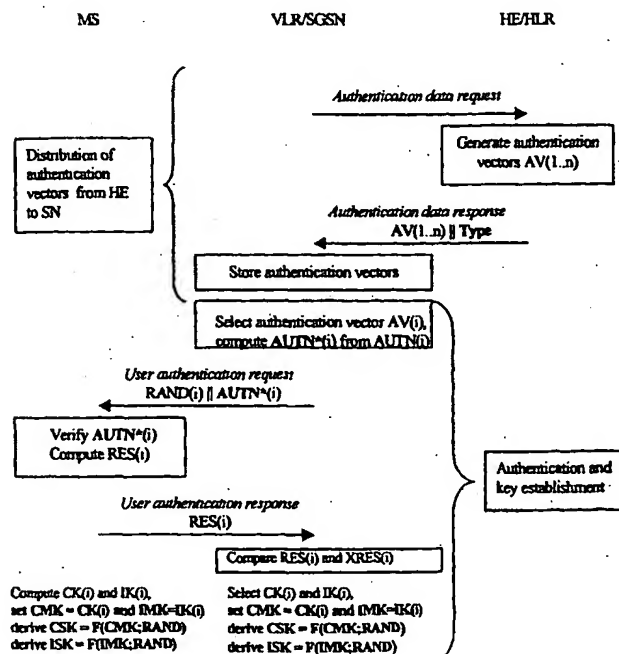 MS VLR/SGSN HE/HLR
Authentication data request
Distribution of
authentication
vectors from HE
to SN
Generate authentication
vectors AV(1..n)
Authentication data response
AV(1..n) || Type
Store authentication vectors
Select authentication vector AV(i),
compute AUTN*(i) from AUTN(i)
User authentication request
RAND(i) || AUTN*(i)
Verify AUTN*(i)
Compute RES(i)
Authentication and
key establishment
User authentication response
RES(i)
Compare RES(i) and XRES(i)
Compute CK(i) and IK(i),
set CMK = CK(i) and IMK=IK(i)
derive CSK = F(CMK;RAND)
derive ISK = F(IMK;RAND)
Select CK(i) and IK(i),
set CMK = CK(i) and IMK=IK(i)
derive CSK = F(CMK;RAND)
derive ISK = F(IMK;RAND)